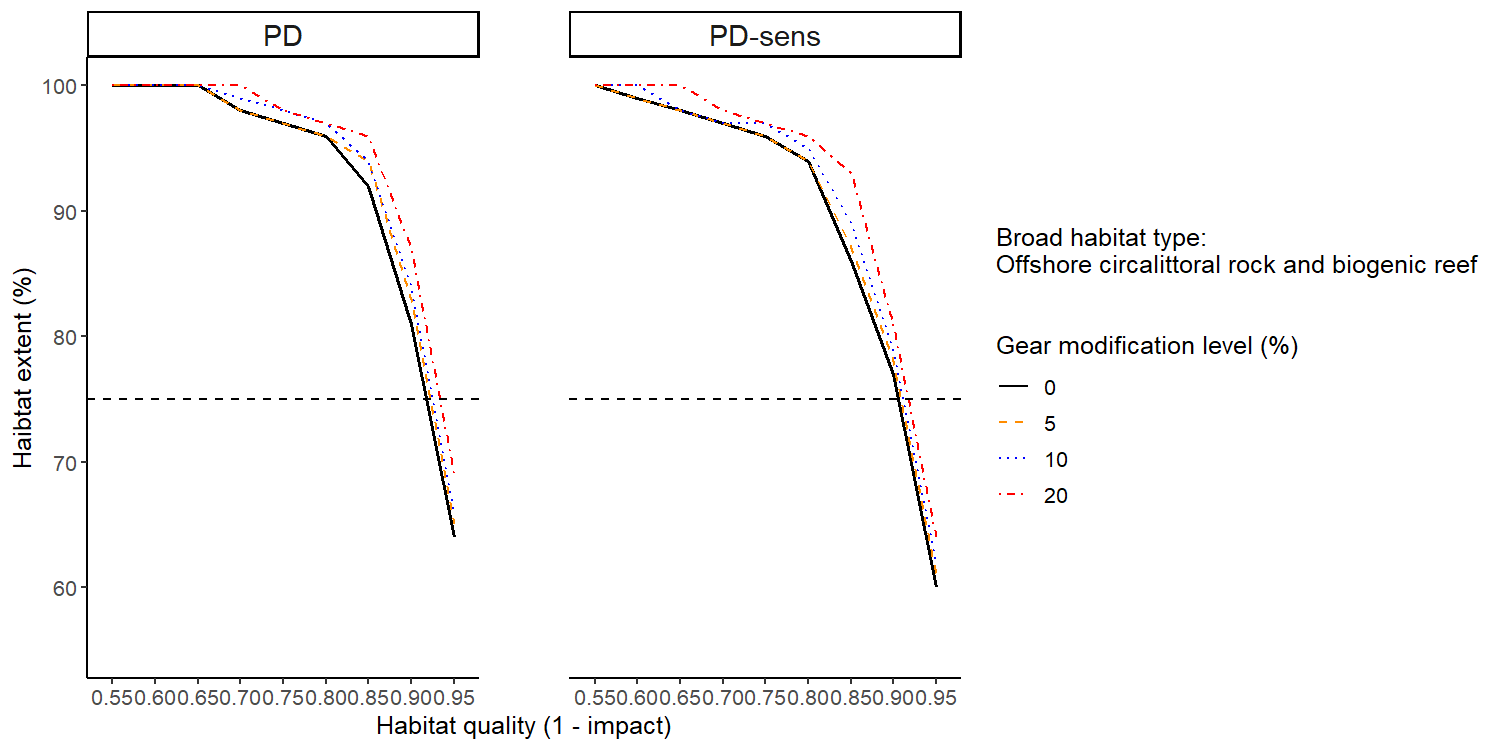 PD
PD-sens
100
90
80
70
60
Haibtat extent (%)
0.550.600.650.700.750.800.850.900.95
0.550.600.650.700.750.800.850.900.95
Habitat quality (1 - impact)
Broad habitat type:
Offshore circalittoral rock and biogenic reef
Gear modification level (%)
0
5
10
20